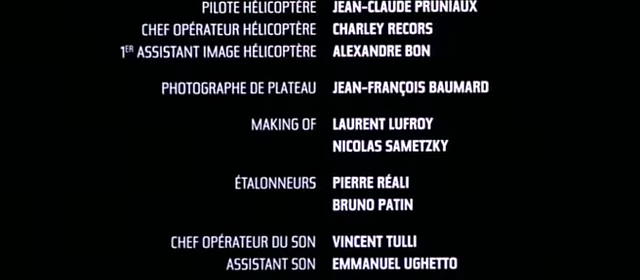 PILOTE HÉLICOPTÈRE JEAN-CLAUDE PRUNIAUX
CHEF OPÉRATEUR HÉLICOPTÈRE CHARLEY RECORS
1ER ASSISTANT IMAGE HÉLICOPTÈRE ALEXANDRE BON
PHOTOGRAPHE DE PLATEAU JEAN-FRANÇOIS BAUMARD
MAKING OF LAURENT LUFROY
NICOLAS SAMETZKY
ÉTALONNEURS PIERRE RÉALI
BRUNO PATIN
CHEF OPÉRATEUR DU SON VINCENT TULLI
ASSISTANT SON EMMANUEL UGHETTO